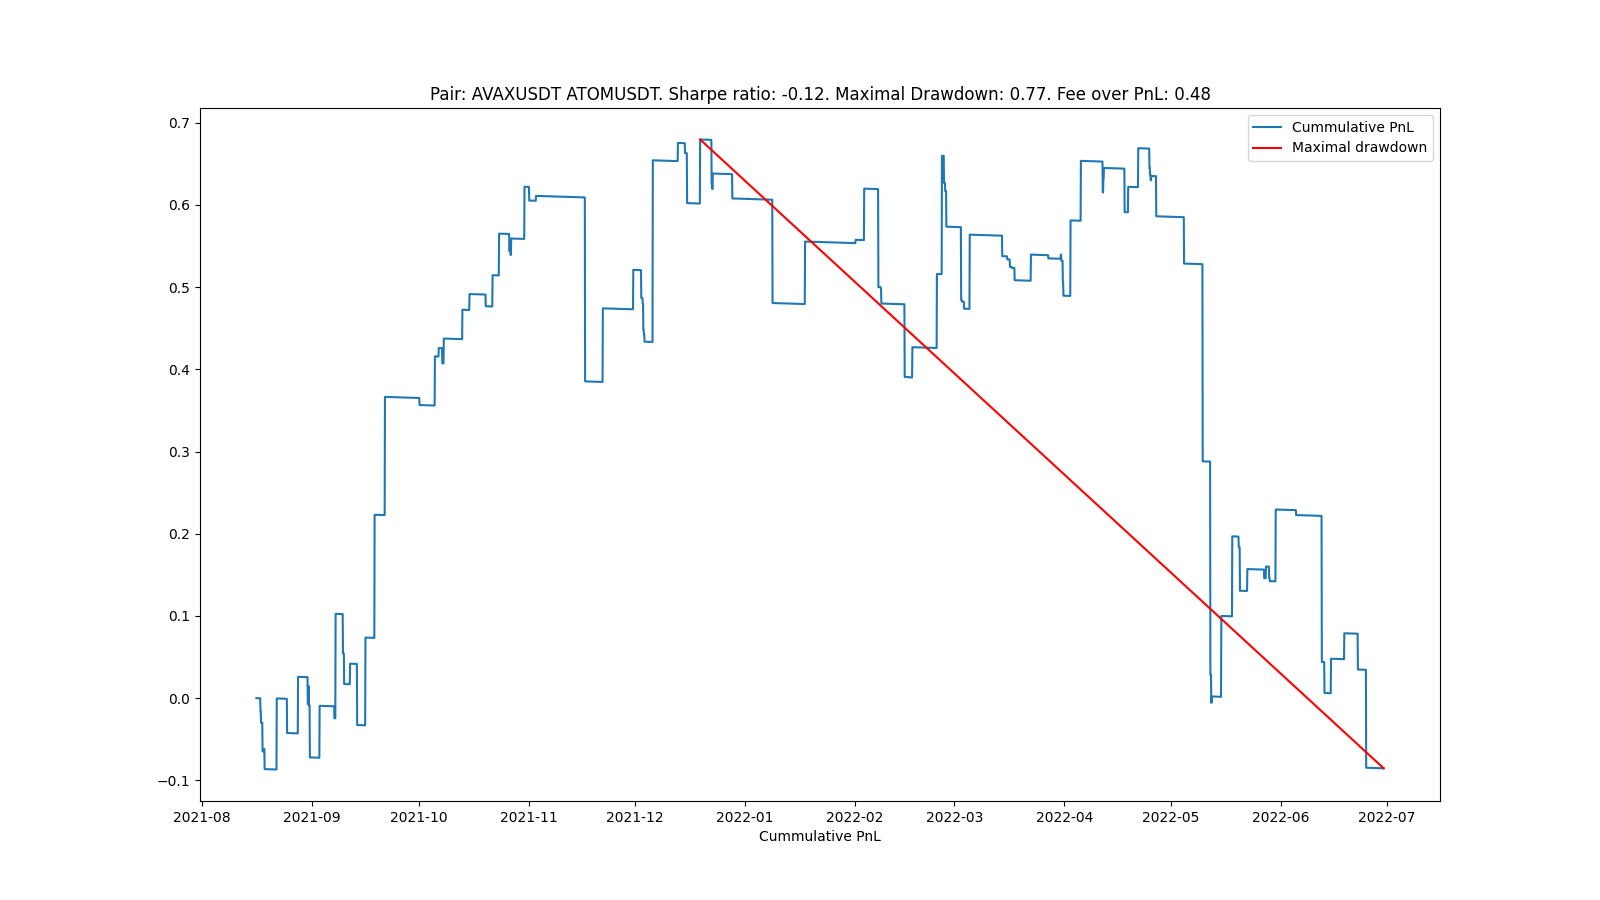 Pair: AVAXUSDT ATOMUSDT. Sharpe ratio: -0.12. Maximal Drawdown: 0.77. Fee over PnL: 0.48
Cummulative PnL
Maximal drawdown
0.7
0.6
0.5
0.4
0.3
0.2
0.1
0.0
−0.1
2021-08 2021-09 2021-10 2021-11 2021-12 2022-01 2022-02 2022-03 2022-04 2022-05 2022-06 2022-07
Cummulative PnL